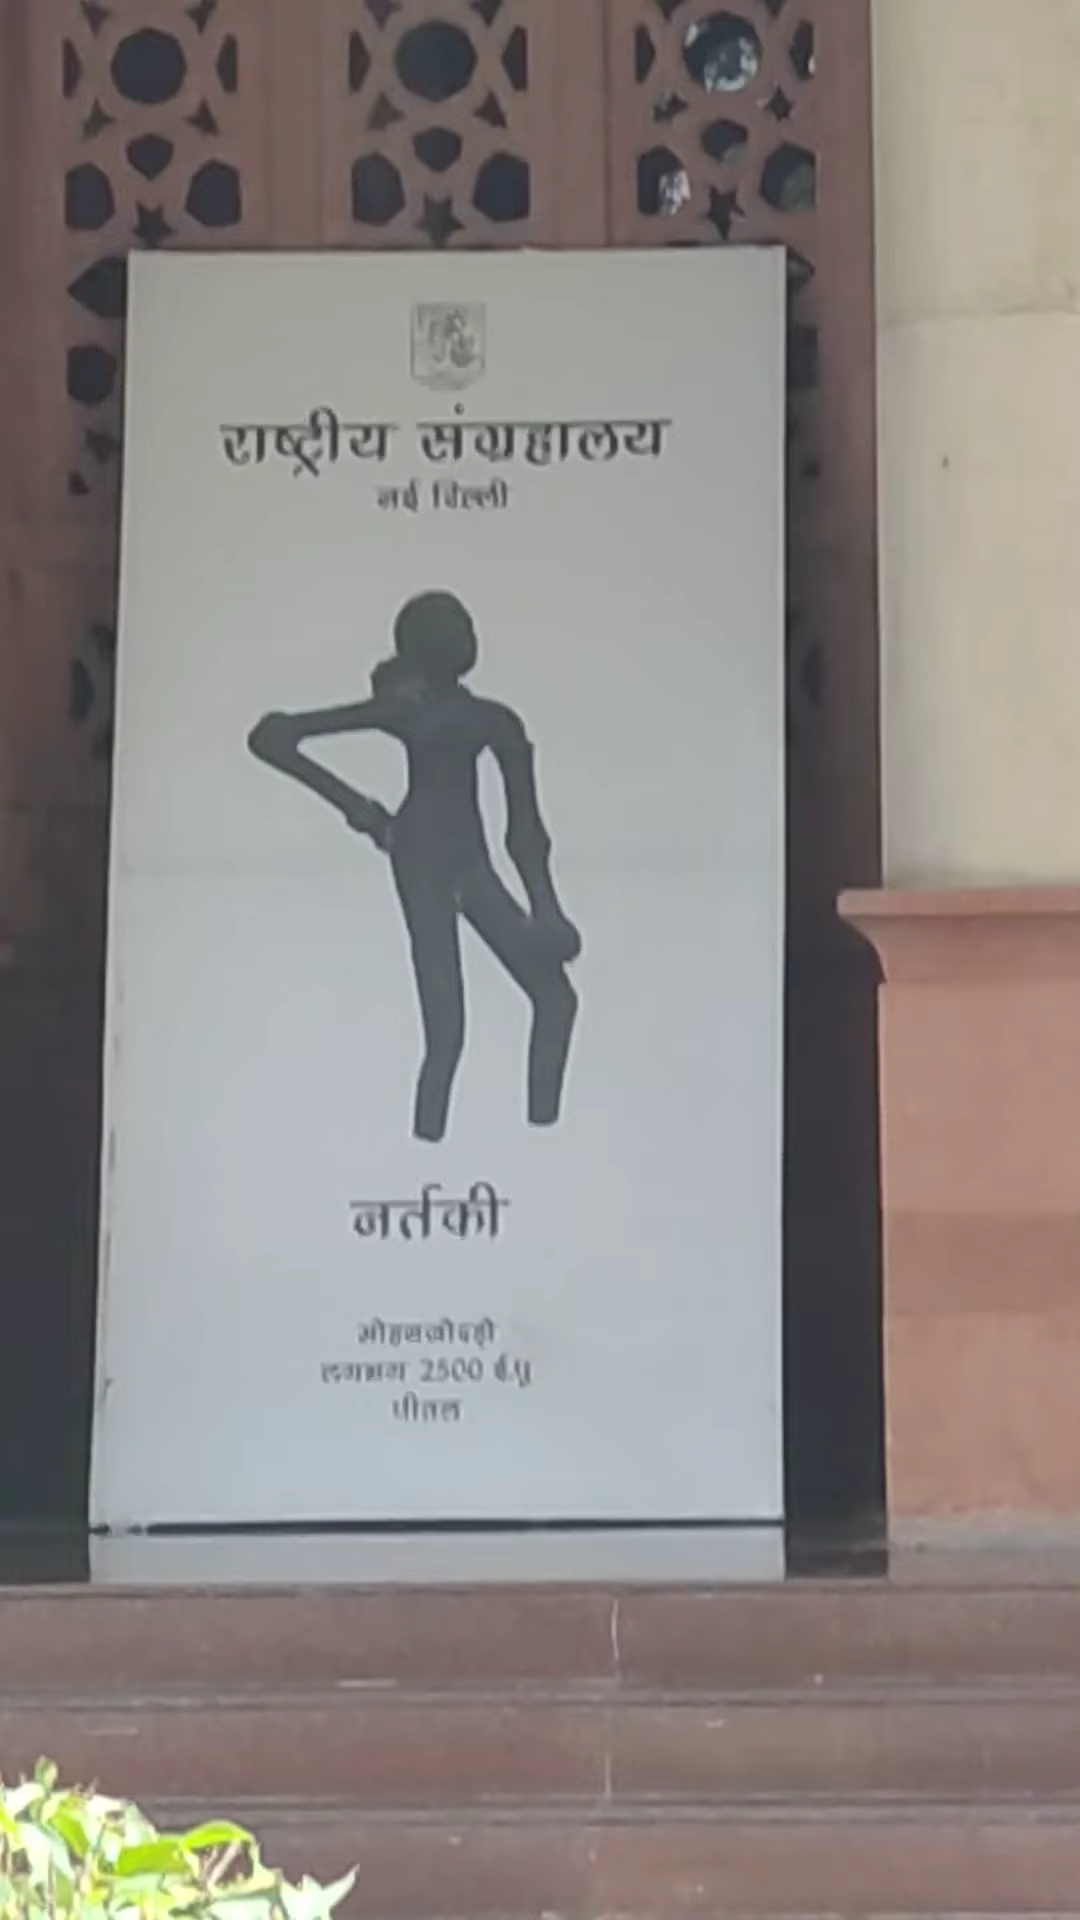 राष्ट्रीय संग्रहालय
नई दिल्ली
नर्तकी
मोहनजोदड़ो
लगभग 2500 ई.पू
पीतल